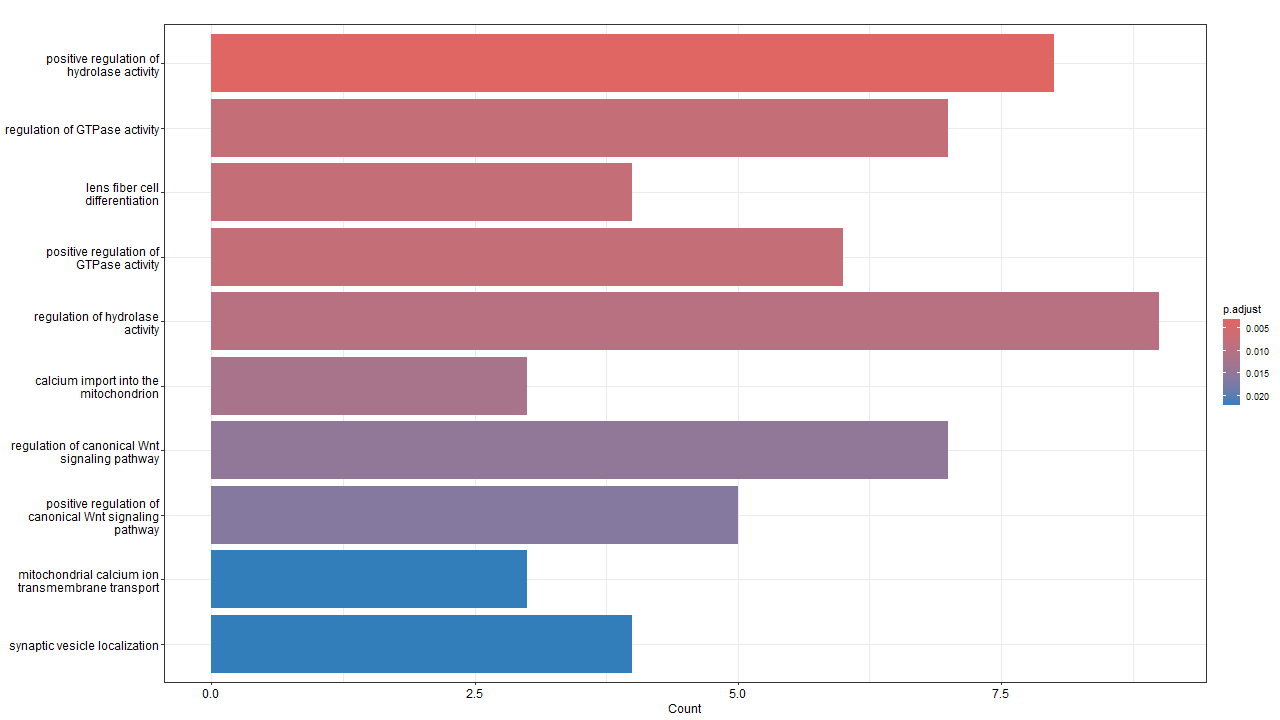 positive regulation of
hydrolase activity
regulation of GTPase activity
lens fiber cell
differentiation
positive regulation of
GTPase activity
regulation of hydrolase
activity
calcium import into the
mitochondrion
regulation of canonical Wnt
signaling pathway
positive regulation of
canonical Wnt signaling
pathway
mitochondrial calcium ion
transmembrane transport
synaptic vesicle localization
0.0
2.5
5.0
7.5
Count
p.adjust
0.005
0.010
0.015
0.020